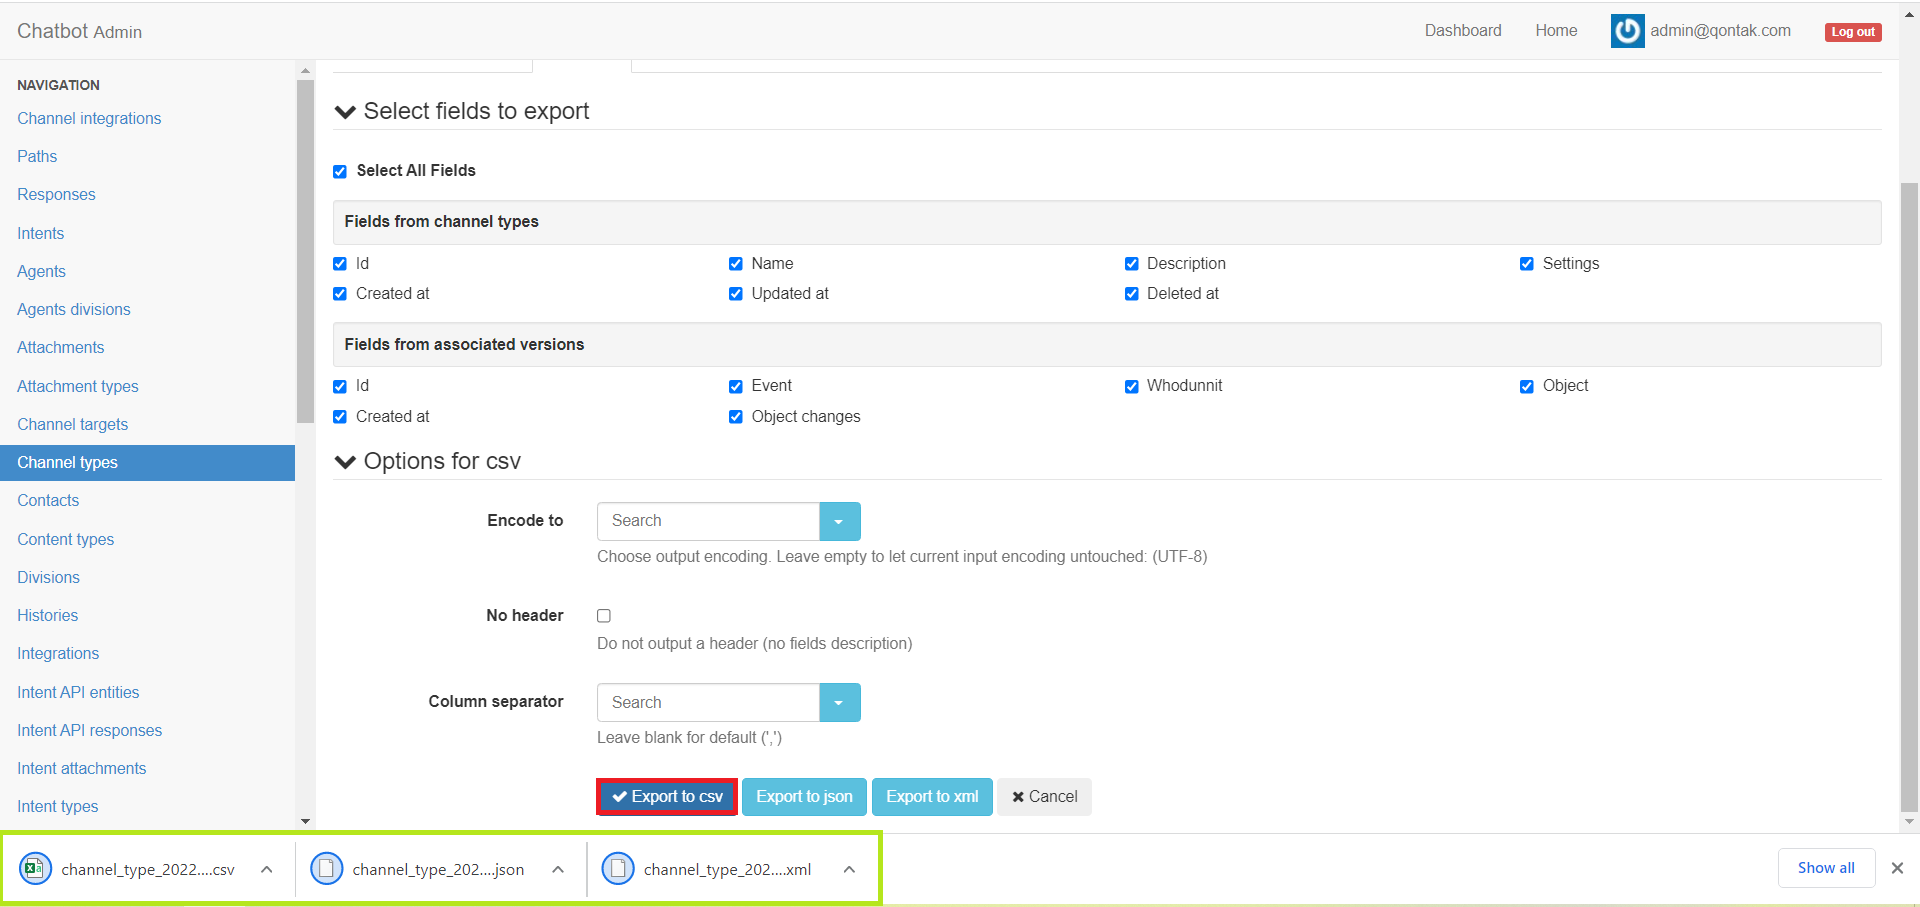 Chatbot Admin
Dashboard
Home
admin@qontak.com
Log out
NAVIGATION
Channel integrations
Paths
Responses
Intents
Agents
Agents divisions
Attachments
Attachment types
Channel targets
Channel types
Contacts
Content types
Divisions
Histories
Integrations
Intent API entities
Intent API responses
Intent attachments
Intent types
Select fields to export
Select All Fields
Fields from channel types
Id Name Description Settings
Created at Updated at Deleted at
Fields from associated versions
Id Event Whodunnit Object
Created at Object changes
Options for csv
Encode to Search
Choose output encoding. Leave empty to let current input encoding untouched: (UTF-8)
No header
Do not output a header (no fields description)
Column separator Search
Leave blank for default (',')
Export to csv Export to json Export to xml Cancel
channel_type_2022....csv channel_type_202....json channel_type_202....xml Show all